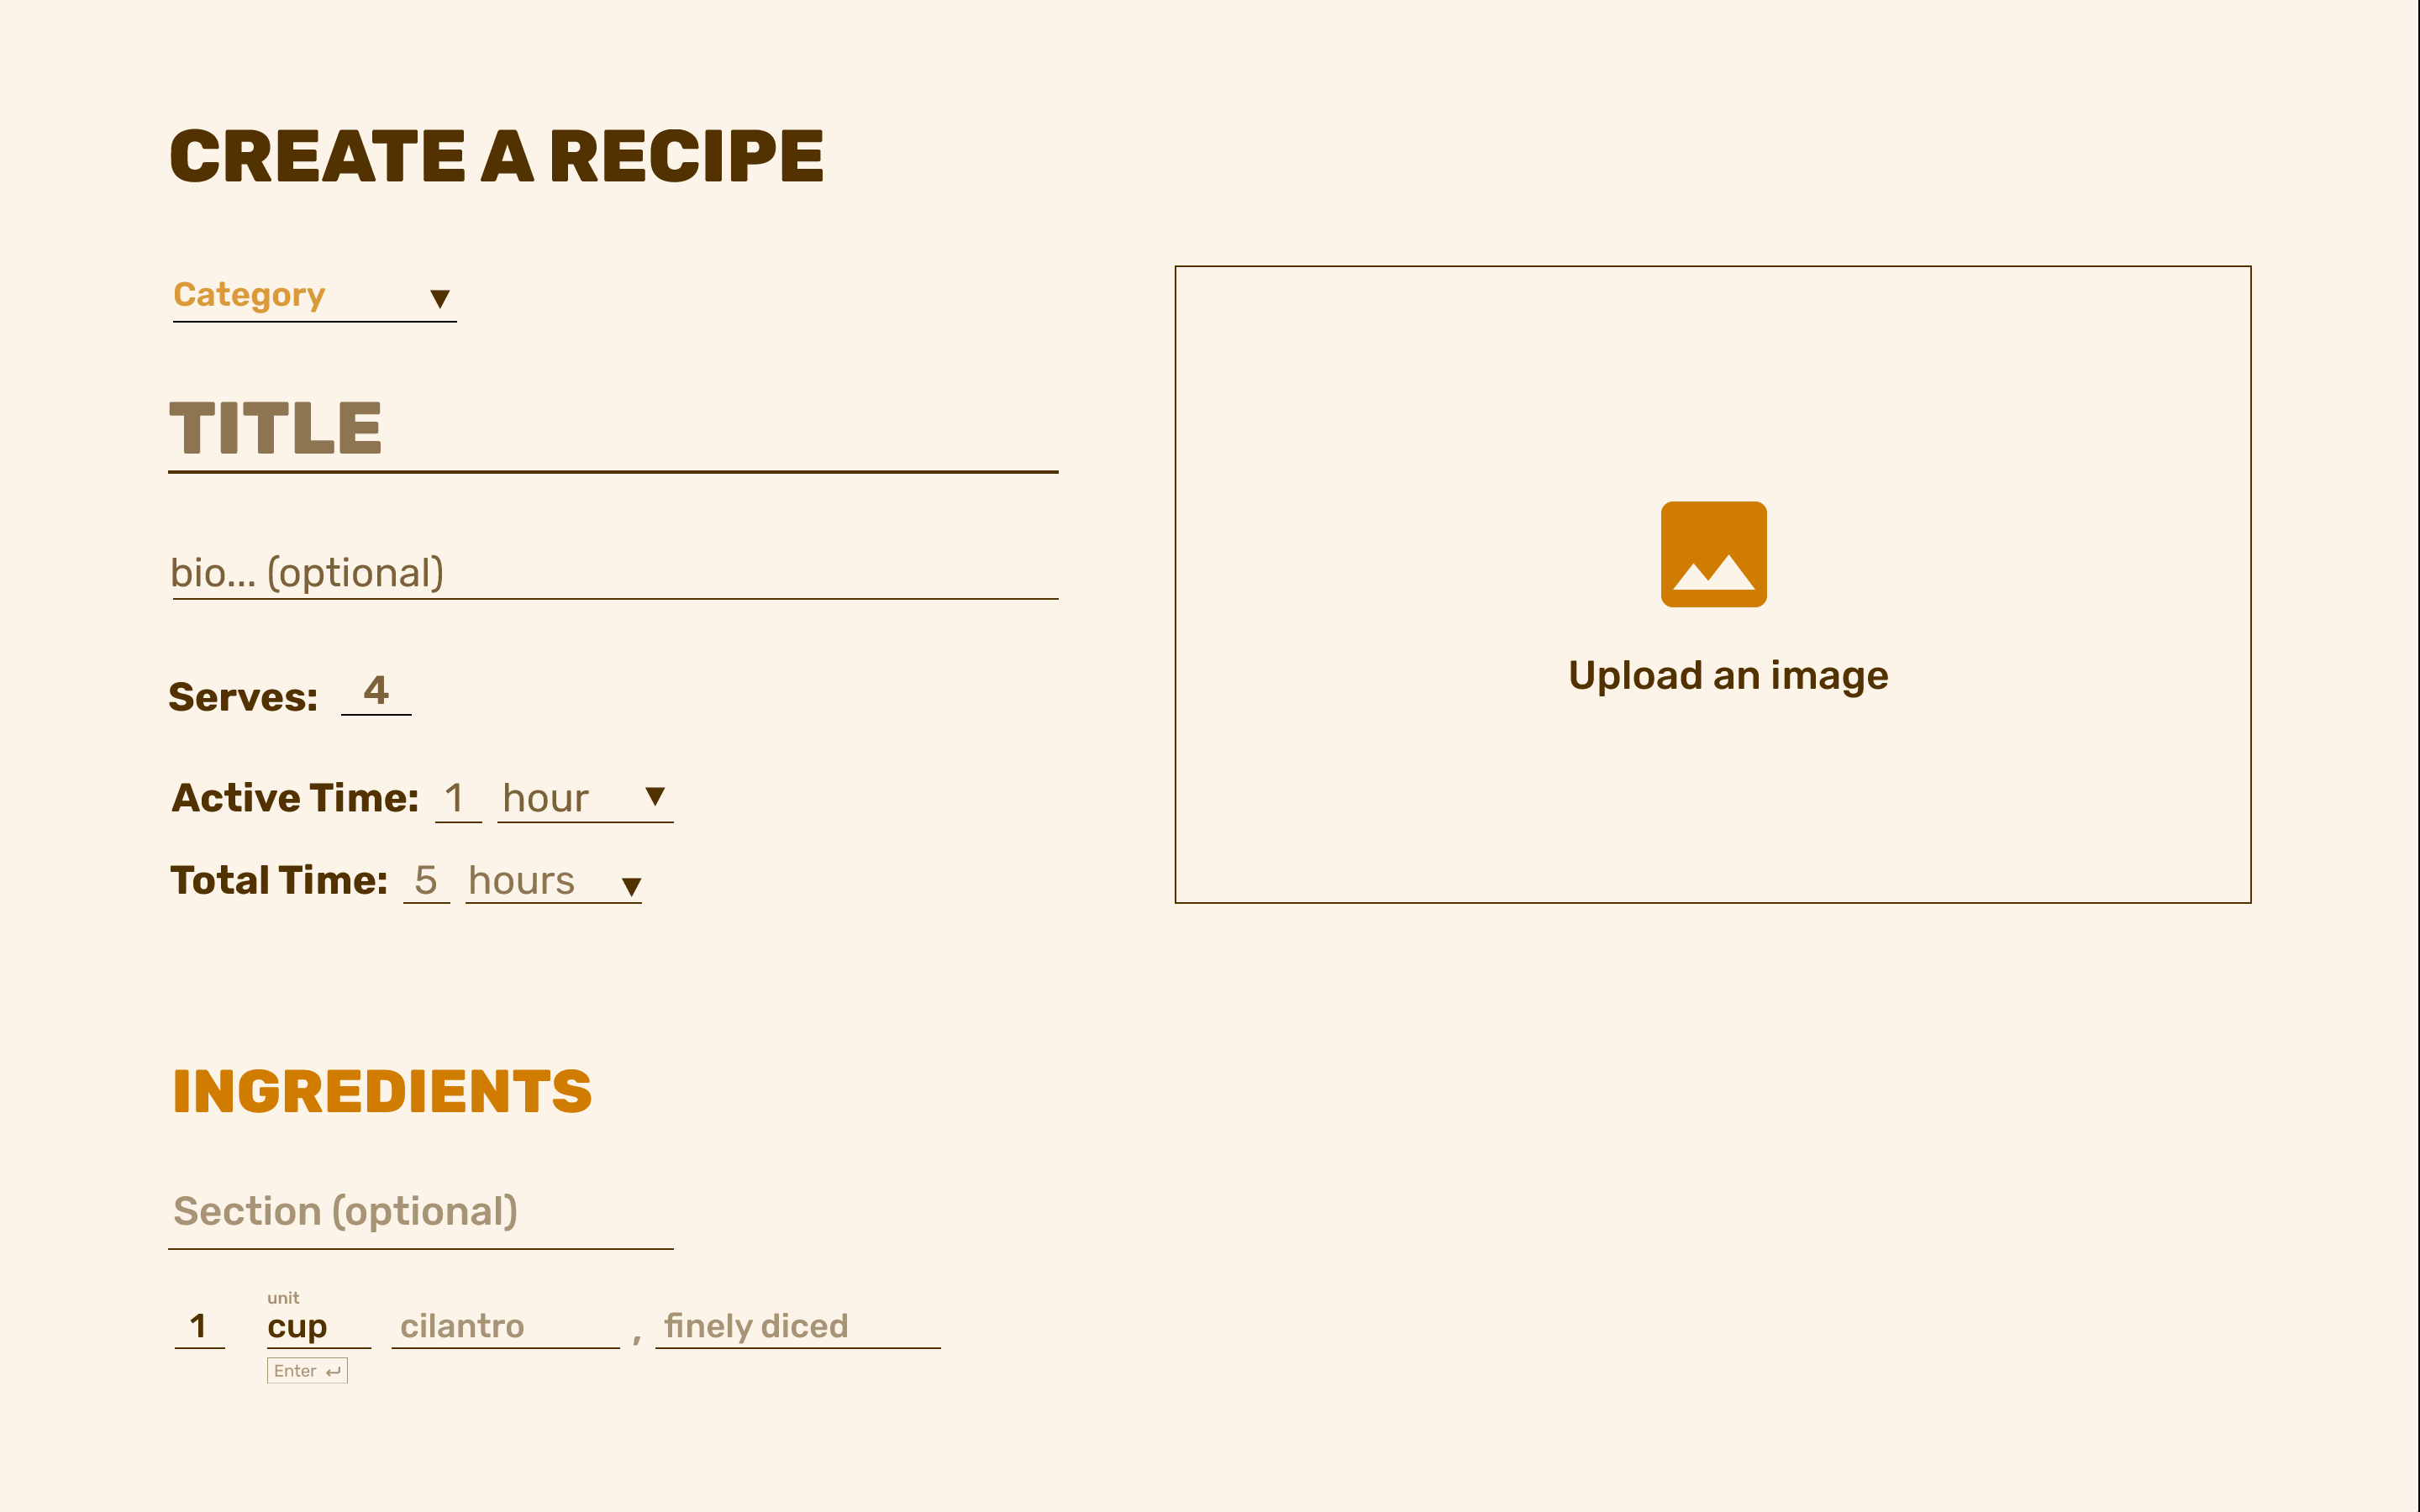 CREATE A RECIPE
Category
TITLE
bio... (optional)
Serves: 4
Active Time: 1 hour
Total Time: 5 hours
Upload an image
INGREDIENTS
Section (optional)
unit
1 cup cilantro , finely diced
Enter